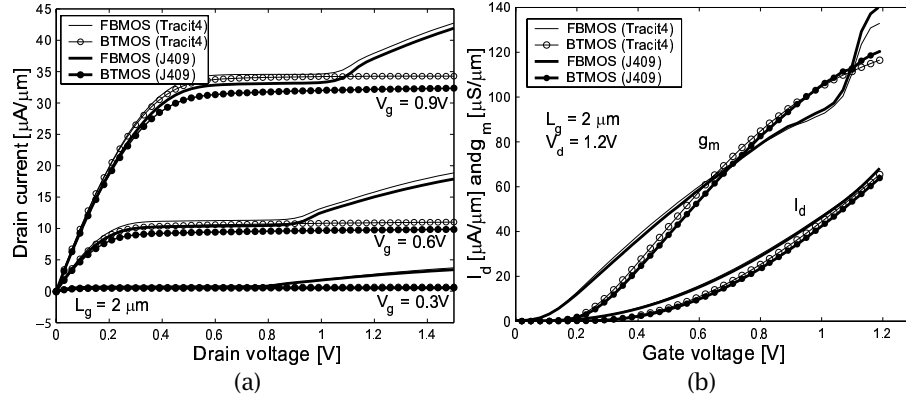 45
40
35
30
25
20
15
10
5
0
−5
Drain current [μA/μm]
FBMOS (Tracit4)
BTMOS (Tracit4)
FBMOS (J409)
BTMOS (J409)
V_g = 0.9V
V_g = 0.6V
V_g = 0.3V
L_g = 2 μm
0 0.2 0.4 0.6 0.8 1 1.2 1.4
Drain voltage [V]
(a)
140
120
100
80
60
40
20
0
I_d [μA/μm] and g_m [μS/μm]
FBMOS (Tracit4)
BTMOS (Tracit4)
FBMOS (J409)
BTMOS (J409)
L_g = 2 μm
V_d = 1.2V
g_m
I_d
0 0.2 0.4 0.6 0.8 1 1.2
Gate voltage [V]
(b)